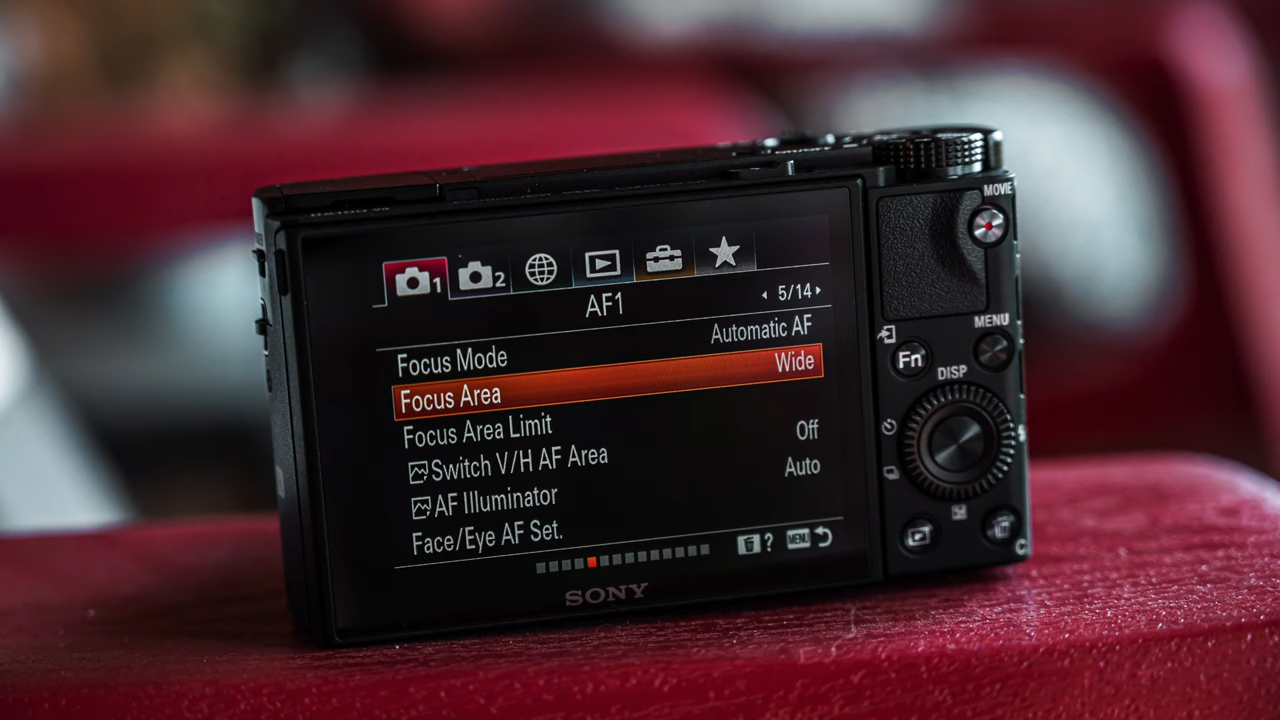 MOVIE
1
2
AF1
5/14
Focus Mode Automatic AF
Focus Area Wide
Focus Area Limit
Switch V/H AF Area Off
AF Illuminator Auto
Face/Eye AF Set.
?
MENU
SONY
MENU
Fn
DISP